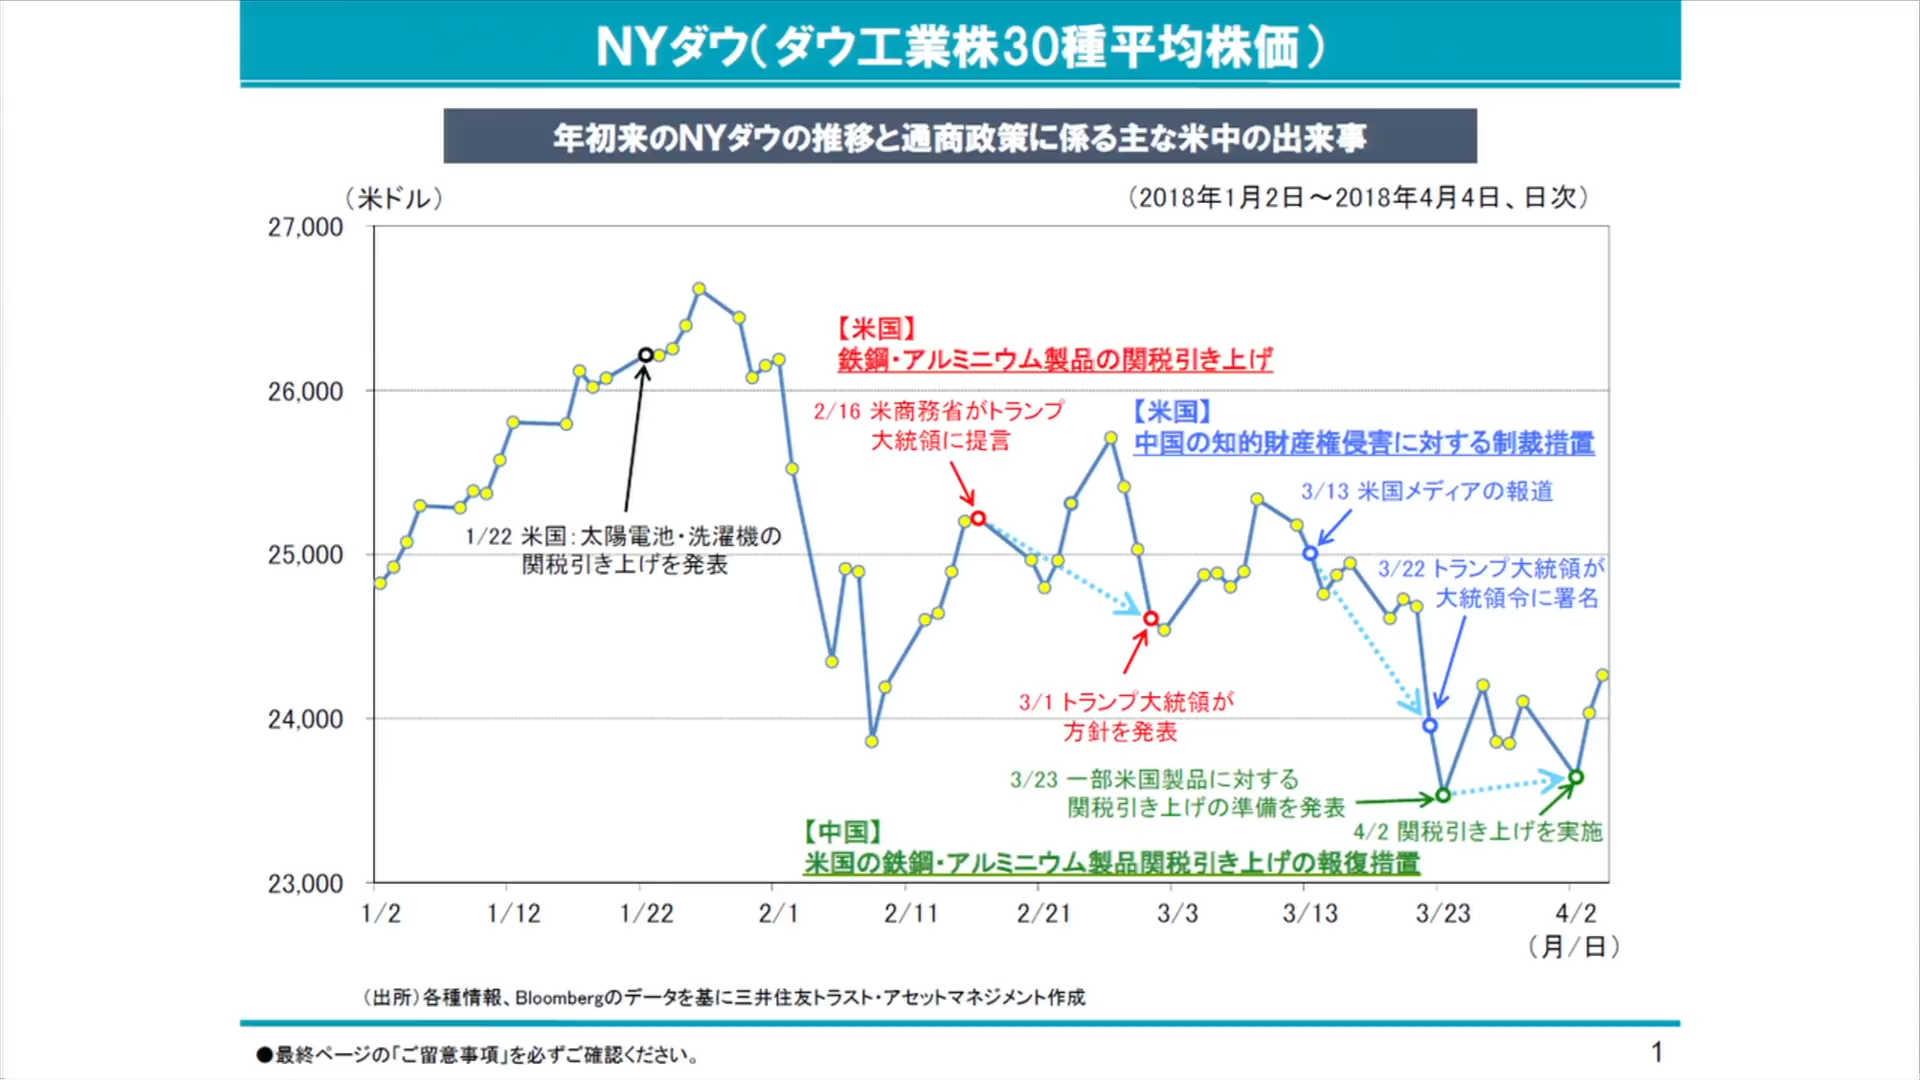 NYダウ(ダウ工業株30種平均株価)
年初来のNYダウの推移と通商政策に係る主な米中の出来事
(米ドル)
(2018年1月2日～2018年4月4日、日次)
27,000
26,000
25,000
24,000
23,000
【米国】
鉄鋼・アルミニウム製品の関税引き上げ
2/16 米商務省がトランプ
大統領に提言
【米国】
中国の知的財産権侵害に対する制裁措置
3/13 米国メディアの報道
1/22 米国：太陽電池・洗濯機の
関税引き上げを発表
3/22 トランプ大統領が
大統領令に署名
3/1 トランプ大統領が
方針を発表
3/23 一部米国製品に対する
関税引き上げの準備を発表
4/2 関税引き上げを実施
【中国】
米国の鉄鋼・アルミニウム製品関税引き上げの報復措置
1/2 1/12 1/22 2/1 2/11 2/21 3/3 3/13 3/23 4/2
(月/日)
(出所)各種情報、Bloombergのデータを基に三井住友トラスト・アセットマネジメント作成
●最終ページの「ご留意事項」を必ずご確認ください。
1